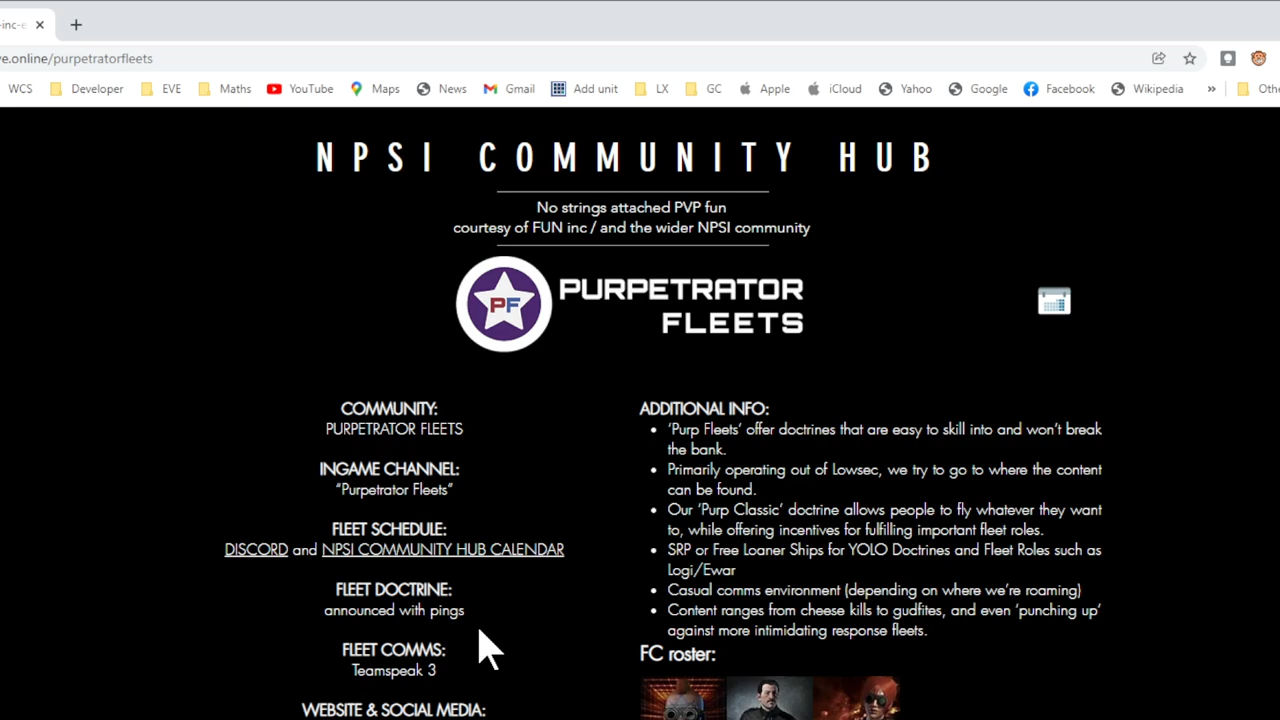 -inc-e
ve.online/purpetratorfleets
WCS Developer EVE Maths YouTube Maps News Gmail Add unit LX GC Apple iCloud Yahoo Google Facebook Wikipedia » Othe
NPSI COMMUNITY HUB
No strings attached PVP fun
courtesy of FUN inc / and the wider NPSI community
PF
PURPETRATOR
FLEETS
COMMUNITY:
PURPETRATOR FLEETS
INGAME CHANNEL:
“Purpetrator Fleets”
FLEET SCHEDULE:
DISCORD and NPSI COMMUNITY HUB CALENDAR
FLEET DOCTRINE:
announced with pings
FLEET COMMS:
Teamspeak 3
WEBSITE & SOCIAL MEDIA:
ADDITIONAL INFO:
• ‘Purp Fleets’ offer doctrines that are easy to skill into and won’t break
the bank.
• Primarily operating out of Lowsec, we try to go to where the content
can be found.
• Our ‘Purp Classic’ doctrine allows people to fly whatever they want
to, while offering incentives for fulfilling important fleet roles.
• SRP or Free Loaner Ships for YOLO Doctrines and Fleet Roles such as
Logi/Ewar
• Casual comms environment (depending on where we’re roaming)
• Content ranges from cheese kills to gudfites, and even ‘punching up’
against more intimidating response fleets.
FC roster: